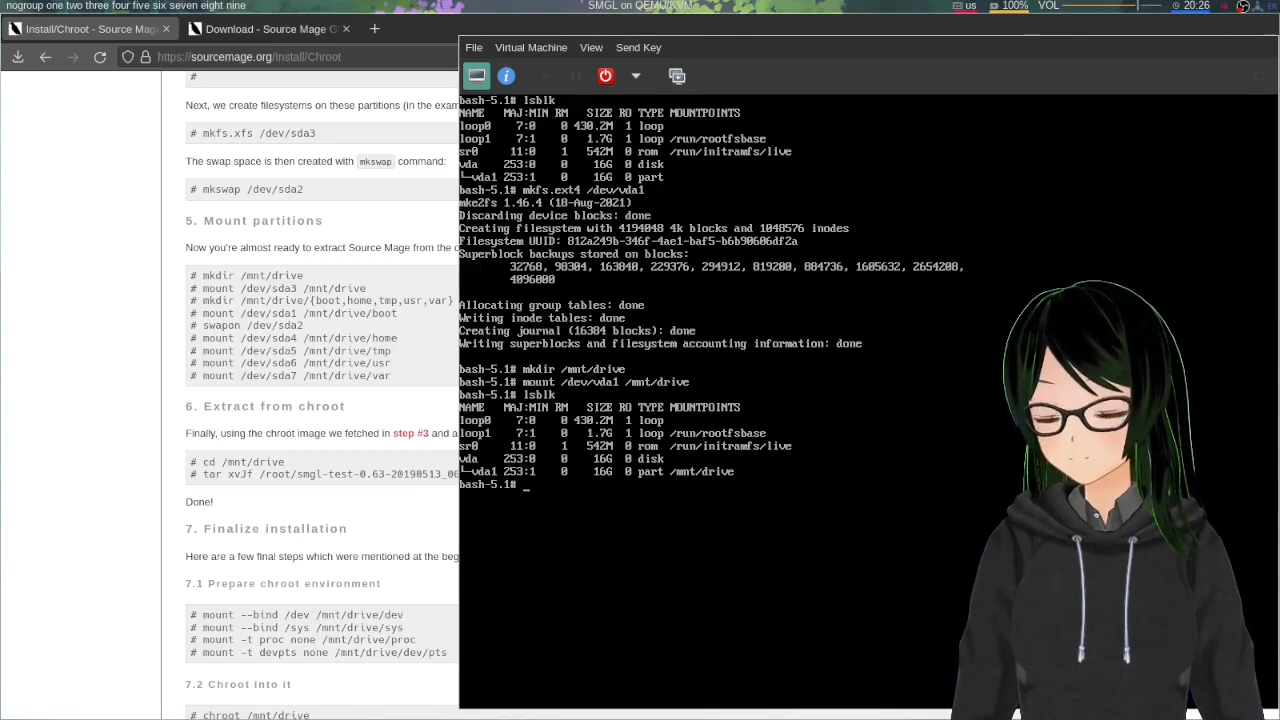 nogroup one two three four five six seven eight nine
SMGL on QEMU/KVM
us
100%
VOL
20:26
Install/Chroot - Source Mag
Download - Source Mage G
https://sourcemage.org/Install/Chroot
#
Next, we create filesystems on these partitions (in the exam
# mkfs.xfs /dev/sda3
The swap space is then created with mkswap command:
# mkswap /dev/sda2
5. Mount partitions
Now you're almost ready to extract Source Mage from the c
# mkdir /mnt/drive
# mount /dev/sda3 /mnt/drive
# mkdir /mnt/drive/{boot,home,tmp,usr,var}
# mount /dev/sda1 /mnt/drive/boot
# swapon /dev/sda2
# mount /dev/sda4 /mnt/drive/home
# mount /dev/sda5 /mnt/drive/tmp
# mount /dev/sda6 /mnt/drive/usr
# mount /dev/sda7 /mnt/drive/var
6. Extract from chroot
Finally, using the chroot image we fetched in step #3 and a
# cd /mnt/drive
# tar xvJf /root/smgl-test-0.63-20190513_06
Done!
7. Finalize installation
Here are a few final steps which were mentioned at the beg
7.1 Prepare chroot environment
# mount --bind /dev /mnt/drive/dev
# mount --bind /sys /mnt/drive/sys
# mount -t proc none /mnt/drive/proc
# mount -t devpts none /mnt/drive/dev/pts
7.2 Chroot into it
# chroot /mnt/drive
File Virtual Machine View Send Key
bash-5.1# lsblk
NAME MAJ:MIN RM SIZE RO TYPE MOUNTPOINTS
loop0 7:0 0 430.2M 1 loop
loop1 7:1 0 1.7G 1 loop /run/rootfsbase
sr0 11:0 1 542M 0 rom /run/initramfs/live
vda 253:0 0 16G 0 disk
└─vda1 253:1 0 16G 0 part
bash-5.1# mkfs.ext4 /dev/vda1
mke2fs 1.46.4 (18-Aug-2021)
Discarding device blocks: done
Creating filesystem with 4194048 4k blocks and 1048576 inodes
Filesystem UUID: 812a249b-346f-4ae1-baf5-b6b90606df2a
Superblock backups stored on blocks:
32768, 98304, 163840, 229376, 294912, 819200, 884736, 1605632, 2654208,
4096000
Allocating group tables: done
Writing inode tables: done
Creating journal (16384 blocks): done
Writing superblocks and filesystem accounting information: done
bash-5.1# mkdir /mnt/drive
bash-5.1# mount /dev/vda1 /mnt/drive
bash-5.1# lsblk
NAME MAJ:MIN RM SIZE RO TYPE MOUNTPOINTS
loop0 7:0 0 430.2M 1 loop
loop1 7:1 0 1.7G 1 loop /run/rootfsbase
sr0 11:0 1 542M 0 rom /run/initramfs/live
vda 253:0 0 16G 0 disk
└─vda1 253:1 0 16G 0 part /mnt/drive
bash-5.1# _